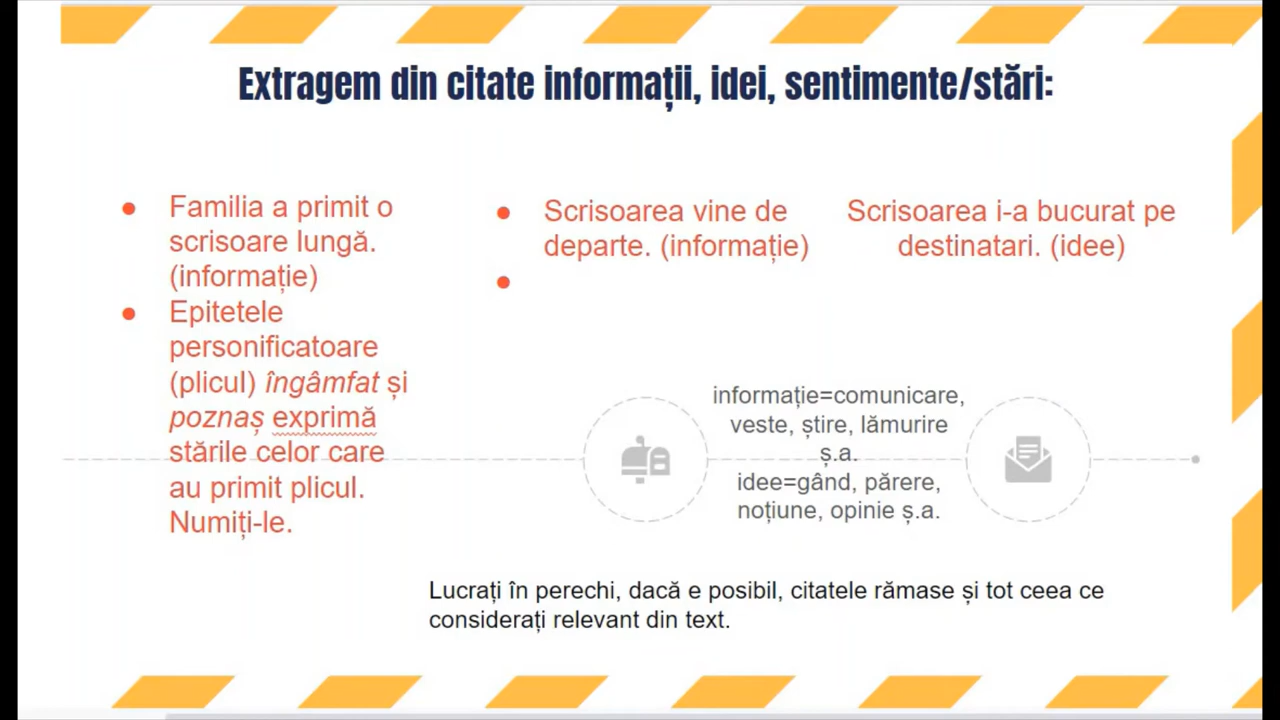 Extragem din citate informații, idei, sentimente/stări:
● Familia a primit o
scrisoare lungă.
(informație)
● Epitetele
personificatoare
(plicul) îngâmfat și
poznaș exprimă
stările celor care
au primit plicul.
Numiți-le.
● Scrisoarea vine de
departe. (informație)
●
Scrisoarea i-a bucurat pe
destinatari. (idee)
informație=comunicare,
veste, știre, lămurire
ș.a.
idee=gând, părere,
noțiune, opinie ș.a.
Lucrați în perechi, dacă e posibil, citatele rămase și tot ceea ce
considerați relevant din text.